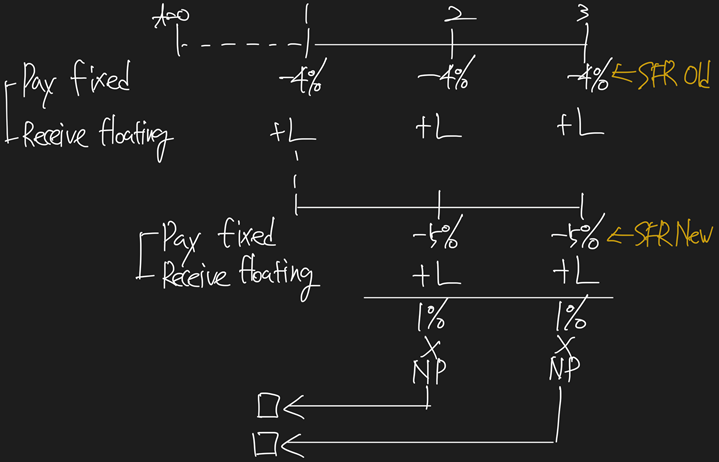 t=0 1 2 3
Pay fixed -4% -4% -4% ← SFR Old
Receive floating +L +L +L
Pay fixed -5% -5% ← SFR New
Receive floating +L +L
1% 1%
X X
NP NP